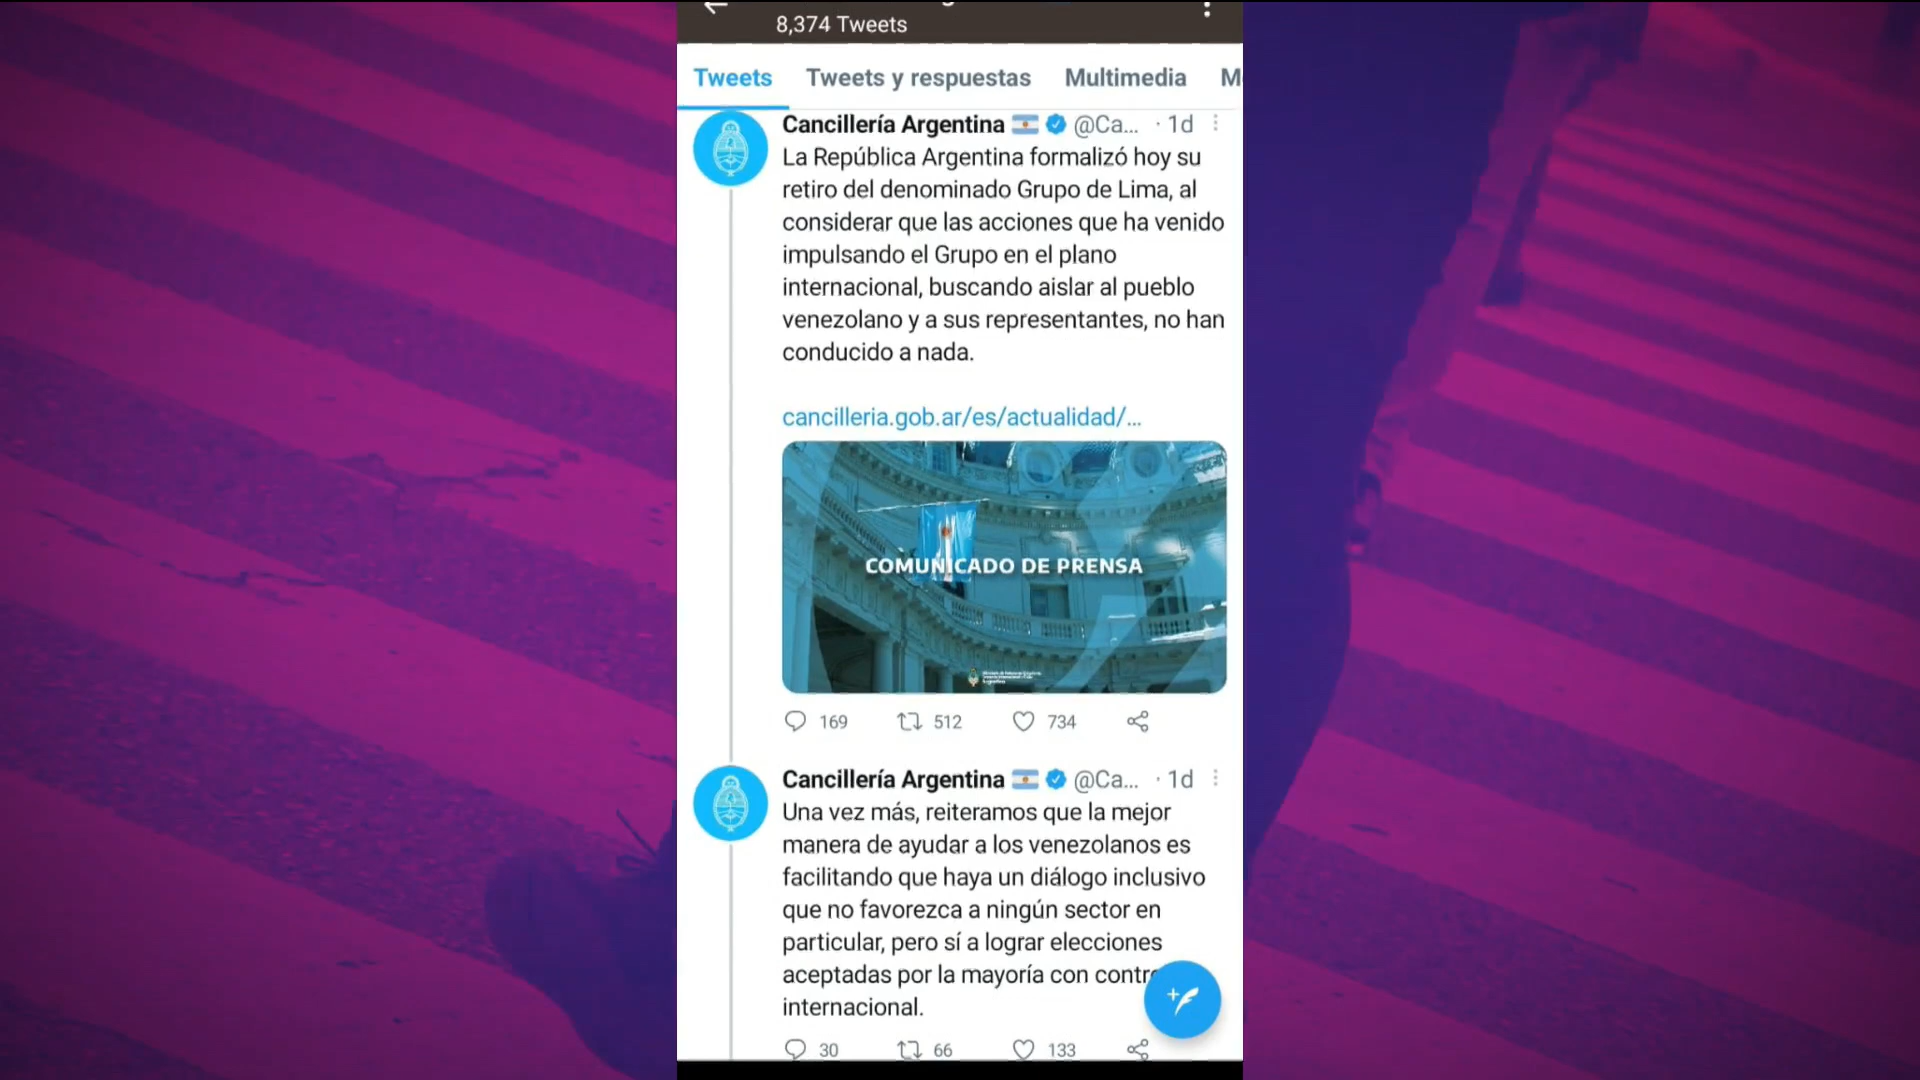 8,374 Tweets
Tweets Tweets y respuestas Multimedia M
Cancillería Argentina @Ca... · 1d
La República Argentina formalizó hoy su
retiro del denominado Grupo de Lima, al
considerar que las acciones que ha venido
impulsando el Grupo en el plano
internacional, buscando aislar al pueblo
venezolano y a sus representantes, no han
conducido a nada.
cancilleria.gob.ar/es/actualidad/...
COMUNICADO DE PRENSA
169 512 734
Cancillería Argentina @Ca... · 1d
Una vez más, reiteramos que la mejor
manera de ayudar a los venezolanos es
facilitando que haya un diálogo inclusivo
que no favorezca a ningún sector en
particular, pero sí a lograr elecciones
aceptadas por la mayoría con contr
internacional.
30 66 133